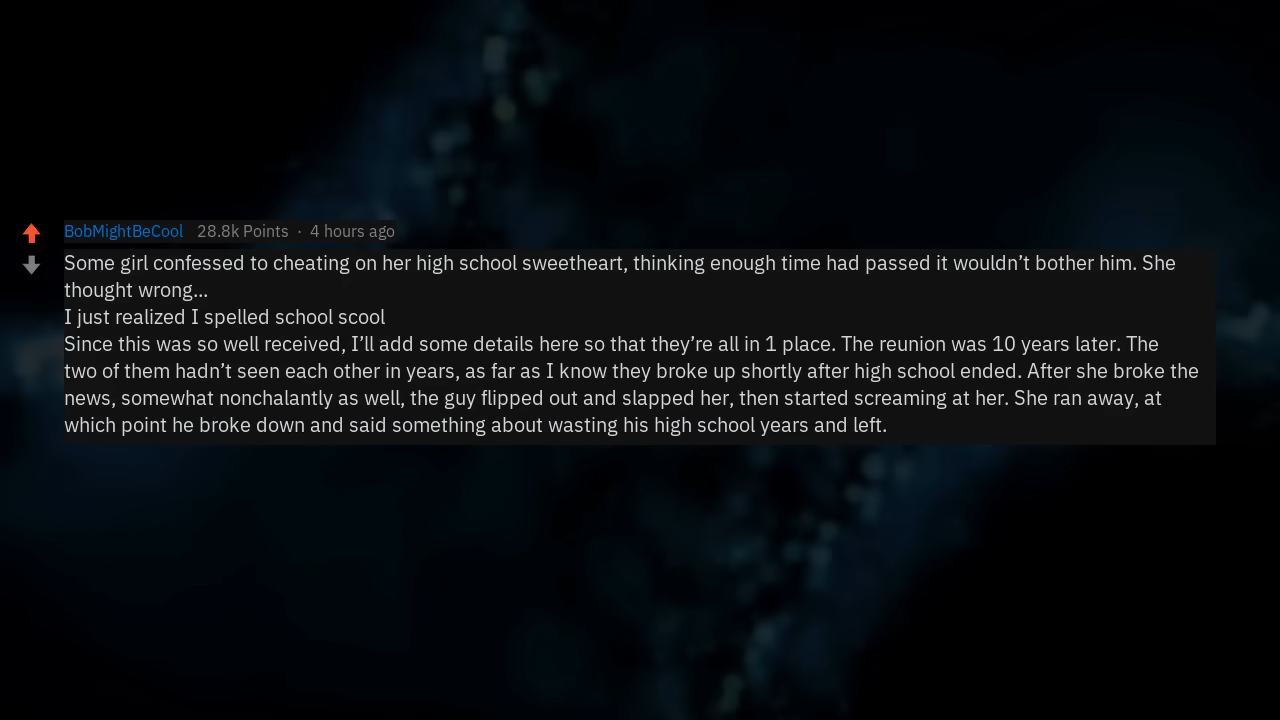 BobMightBeCool 28.8k Points · 4 hours ago
Some girl confessed to cheating on her high school sweetheart, thinking enough time had passed it wouldn’t bother him. She
thought wrong...
I just realized I spelled school scool
Since this was so well received, I’ll add some details here so that they’re all in 1 place. The reunion was 10 years later. The
two of them hadn’t seen each other in years, as far as I know they broke up shortly after high school ended. After she broke the
news, somewhat nonchalantly as well, the guy flipped out and slapped her, then started screaming at her. She ran away, at
which point he broke down and said something about wasting his high school years and left.